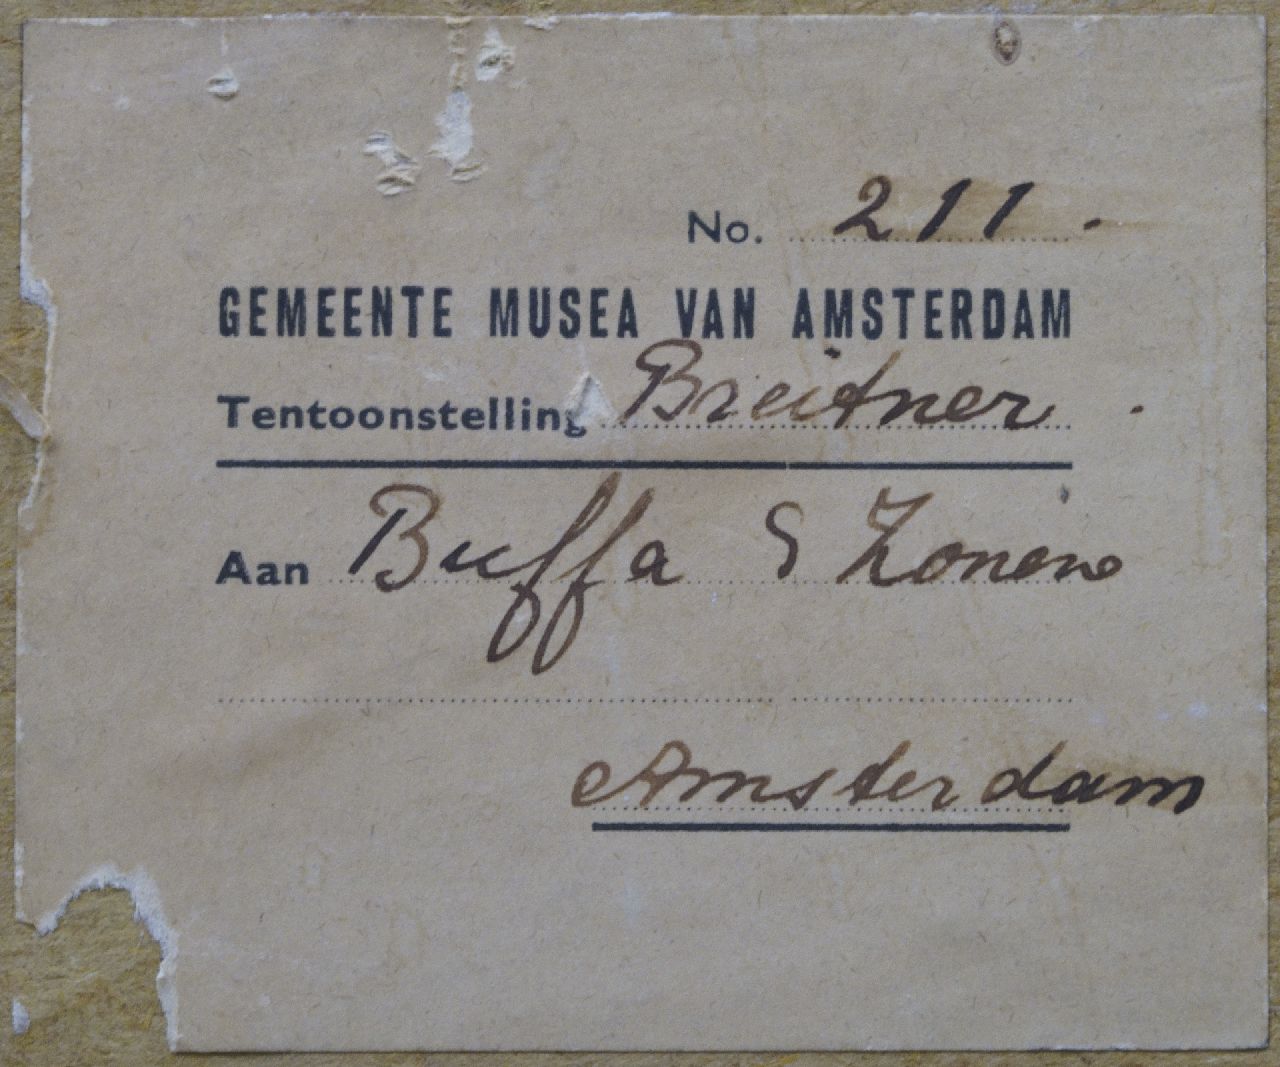 No. 211.
GEMEENTE MUSEA VAN AMSTERDAM
Tentoonstelling Breitner.
Aan Buffa & Zonen
Amsterdam